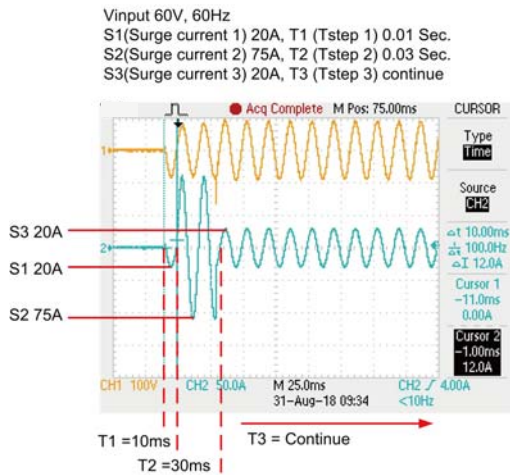 Vinput 60V, 60Hz
S1(Surge current 1) 20A, T1 (Tstep 1) 0.01 Sec.
S2(Surge current 2) 75A, T2 (Tstep 2) 0.03 Sec.
S3(Surge current 3) 20A, T3 (Tstep 3) continue
Acq Complete M Pos: 75.00ms CURSOR
Type
Time
Source
CH2
Δt 10.00ms
1/Δt 100.0Hz
ΔI 12.0A
Cursor 1
-11.0ms
0.00A
Cursor 2
-1.00ms
12.0A
1
2
S3 20A
S1 20A
S2 75A
CH1 100V CH2 50.0A M 25.0ms CH2 / 4.00A
31-Aug-18 09:34 <10Hz
T1 =10ms T3 = Continue
T2 =30ms